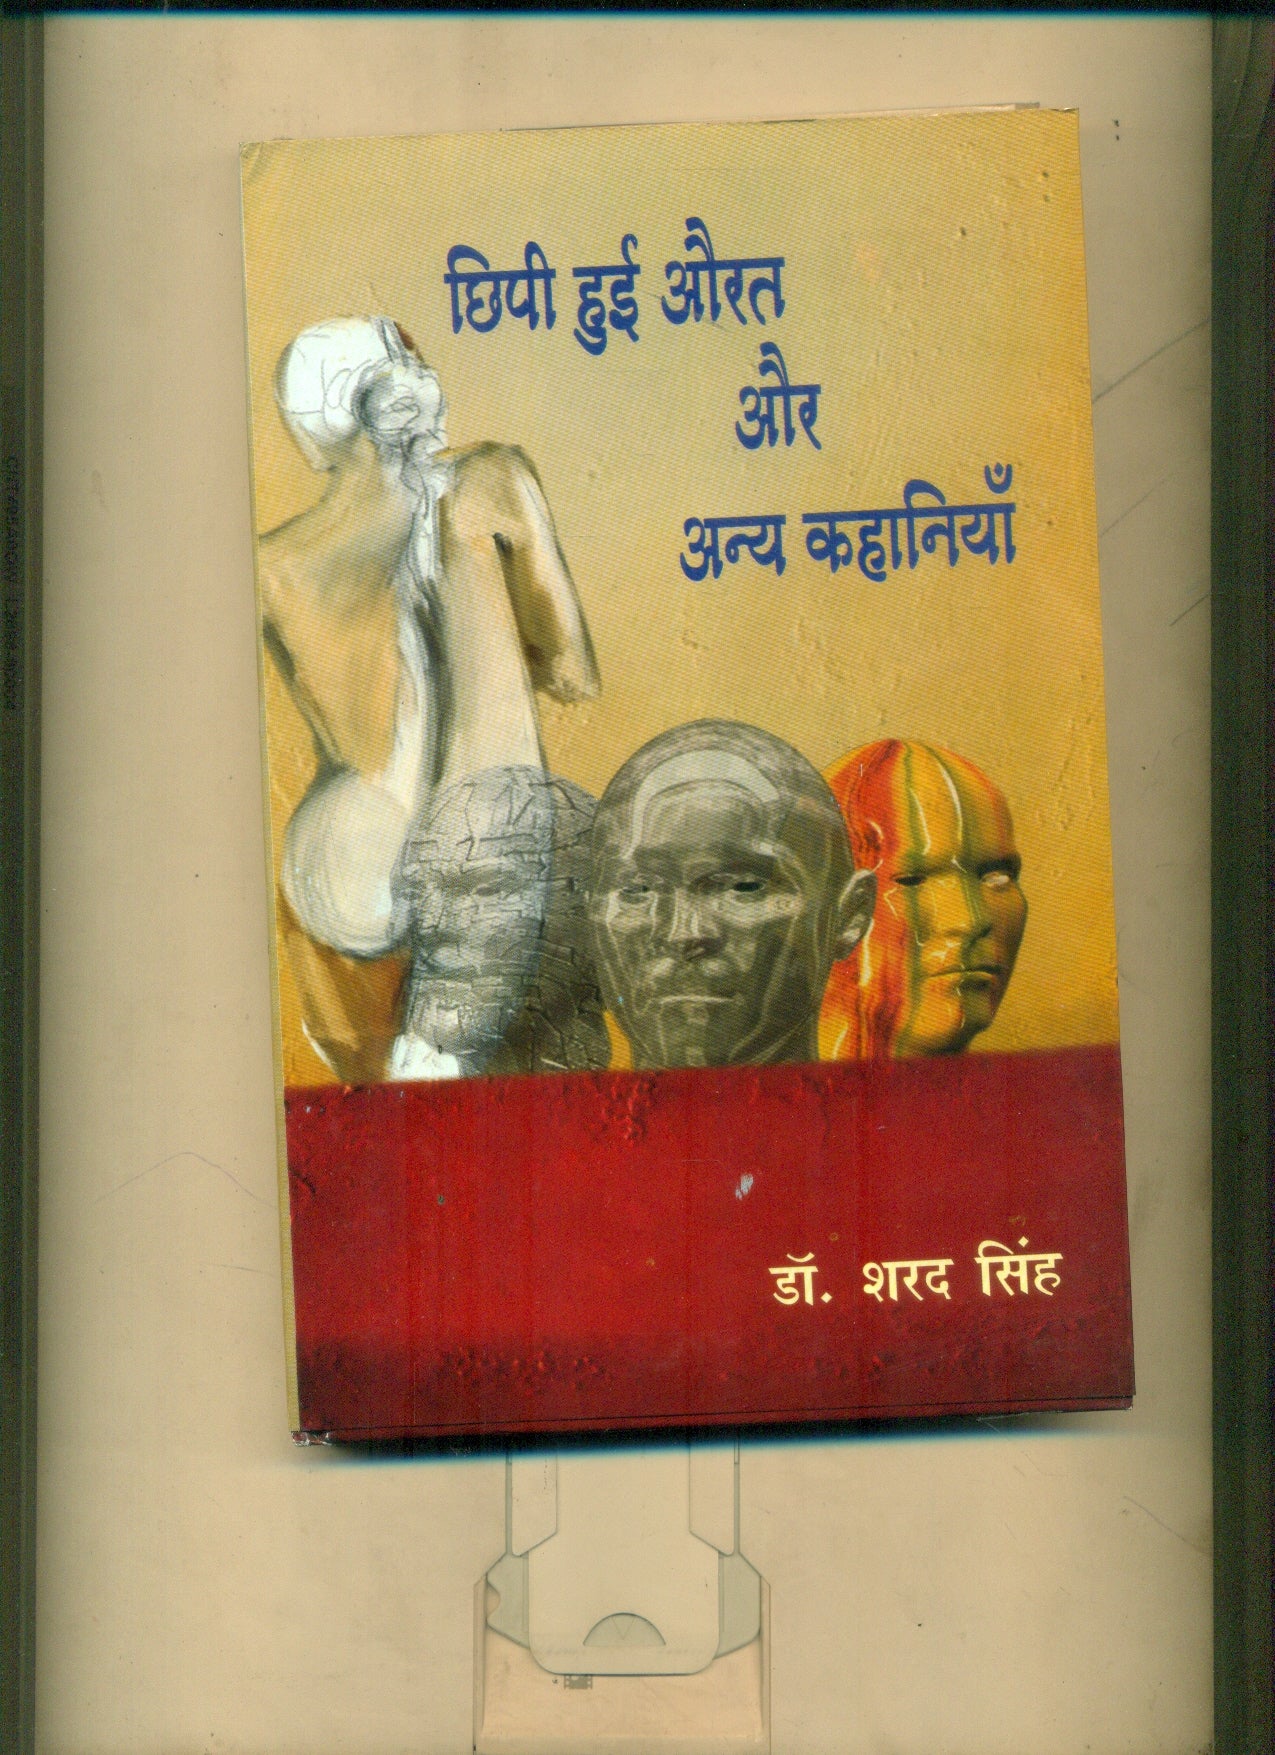 छिपी हुई औरत
और
अन्य कहानियाँ
डॉ. शरद सिंह